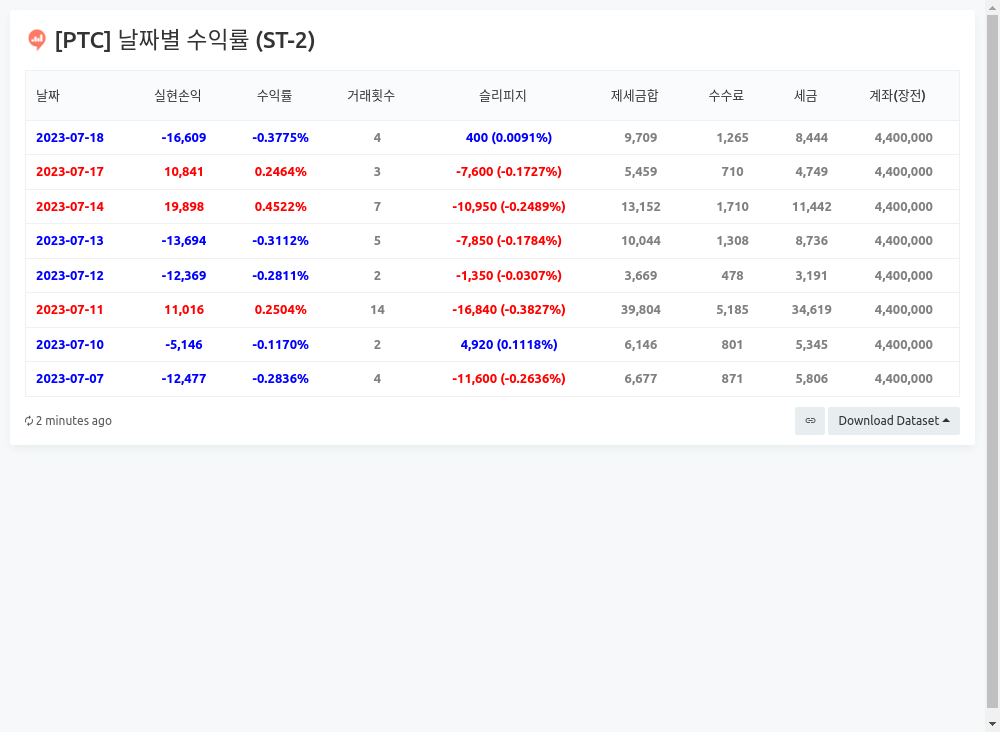 [PTC] 날짜별 수익률 (ST-2)
날짜 실현손익 수익률 거래횟수 슬리피지 제세금합 수수료 세금 계좌(장전)
2023-07-18 -16,609 -0.3775% 4 400 (0.0091%) 9,709 1,265 8,444 4,400,000
2023-07-17 10,841 0.2464% 3 -7,600 (-0.1727%) 5,459 710 4,749 4,400,000
2023-07-14 19,898 0.4522% 7 -10,950 (-0.2489%) 13,152 1,710 11,442 4,400,000
2023-07-13 -13,694 -0.3112% 5 -7,850 (-0.1784%) 10,044 1,308 8,736 4,400,000
2023-07-12 -12,369 -0.2811% 2 -1,350 (-0.0307%) 3,669 478 3,191 4,400,000
2023-07-11 11,016 0.2504% 14 -16,840 (-0.3827%) 39,804 5,185 34,619 4,400,000
2023-07-10 -5,146 -0.1170% 2 4,920 (0.1118%) 6,146 801 5,345 4,400,000
2023-07-07 -12,477 -0.2836% 4 -11,600 (-0.2636%) 6,677 871 5,806 4,400,000
2 minutes ago Download Dataset